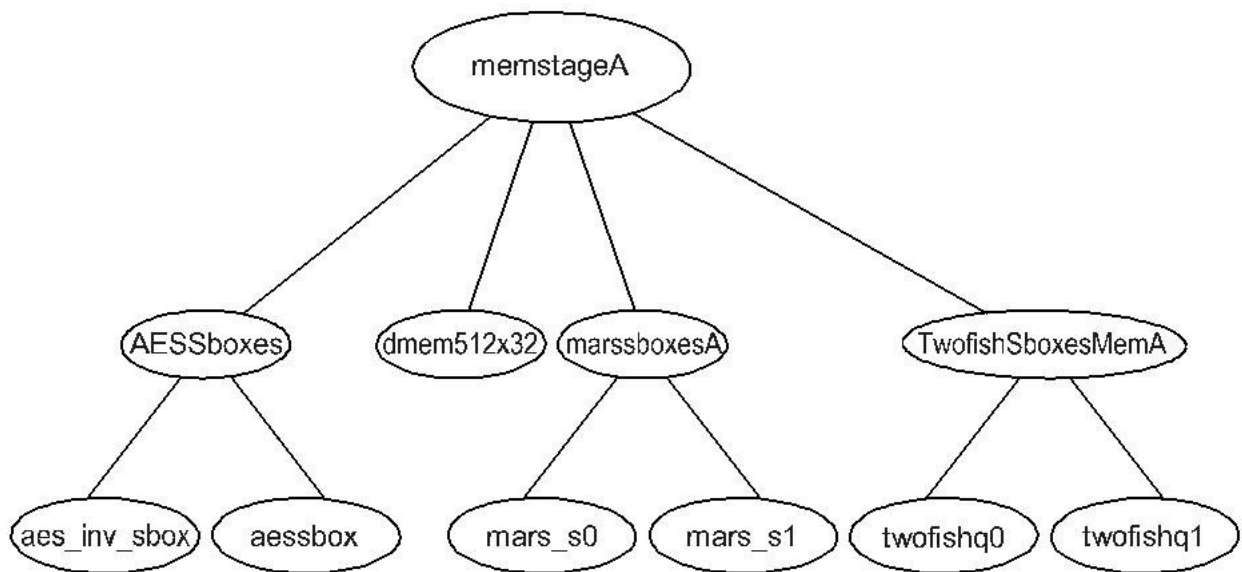 memstageA
AESSboxes
dmem512x32
marssboxesA
TwofishSboxesMemA
aes_inv_sbox
aessbox
mars_s0
mars_s1
twofishq0
twofishq1